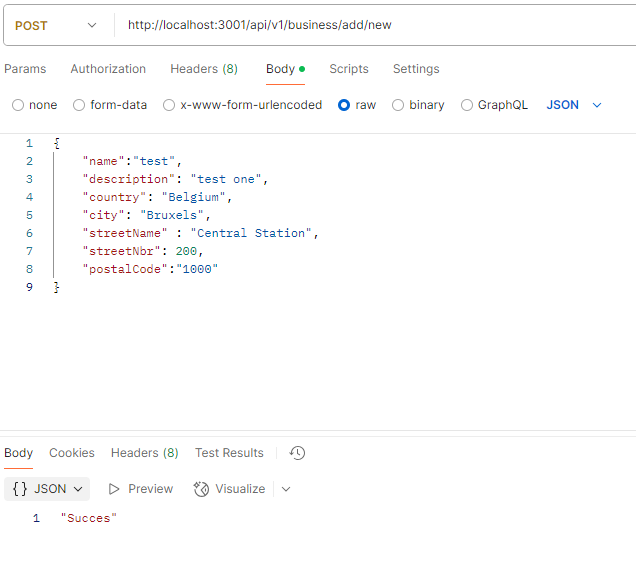 POST http://localhost:3001/api/v1/business/add/new
Params Authorization Headers (8) Body Scripts Settings
none form-data x-www-form-urlencoded raw binary GraphQL JSON
1 {
2 "name":"test",
3 "description": "test one",
4 "country": "Belgium",
5 "city": "Bruxels",
6 "streetName" : "Central Station",
7 "streetNbr": 200,
8 "postalCode":"1000"
9 }
Body Cookies Headers (8) Test Results
{} JSON Preview Visualize
1 "Succes"